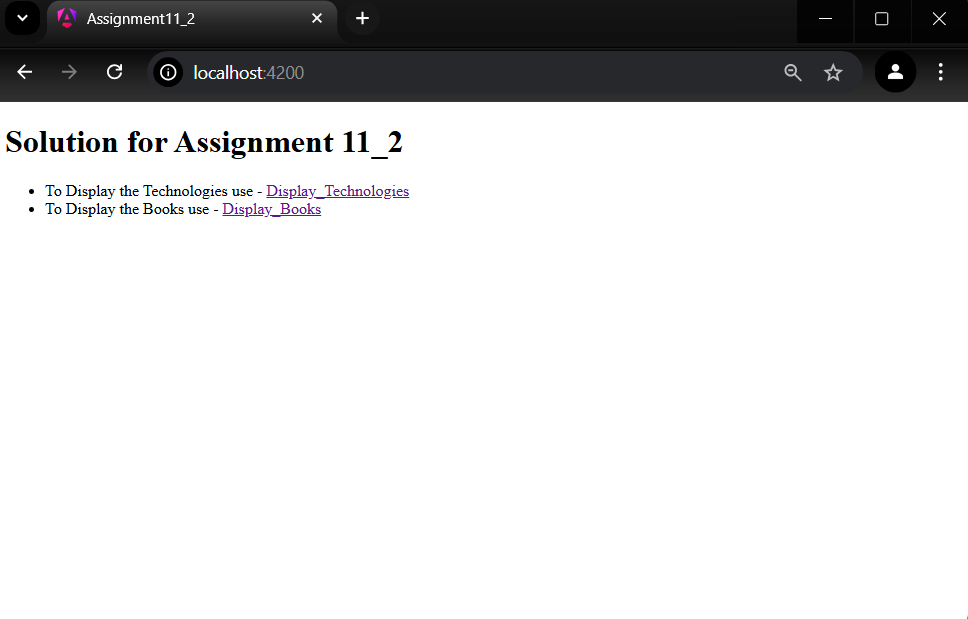 Assignment11_2
localhost:4200
Solution for Assignment 11_2
To Display the Technologies use - Display_Technologies
To Display the Books use - Display_Books